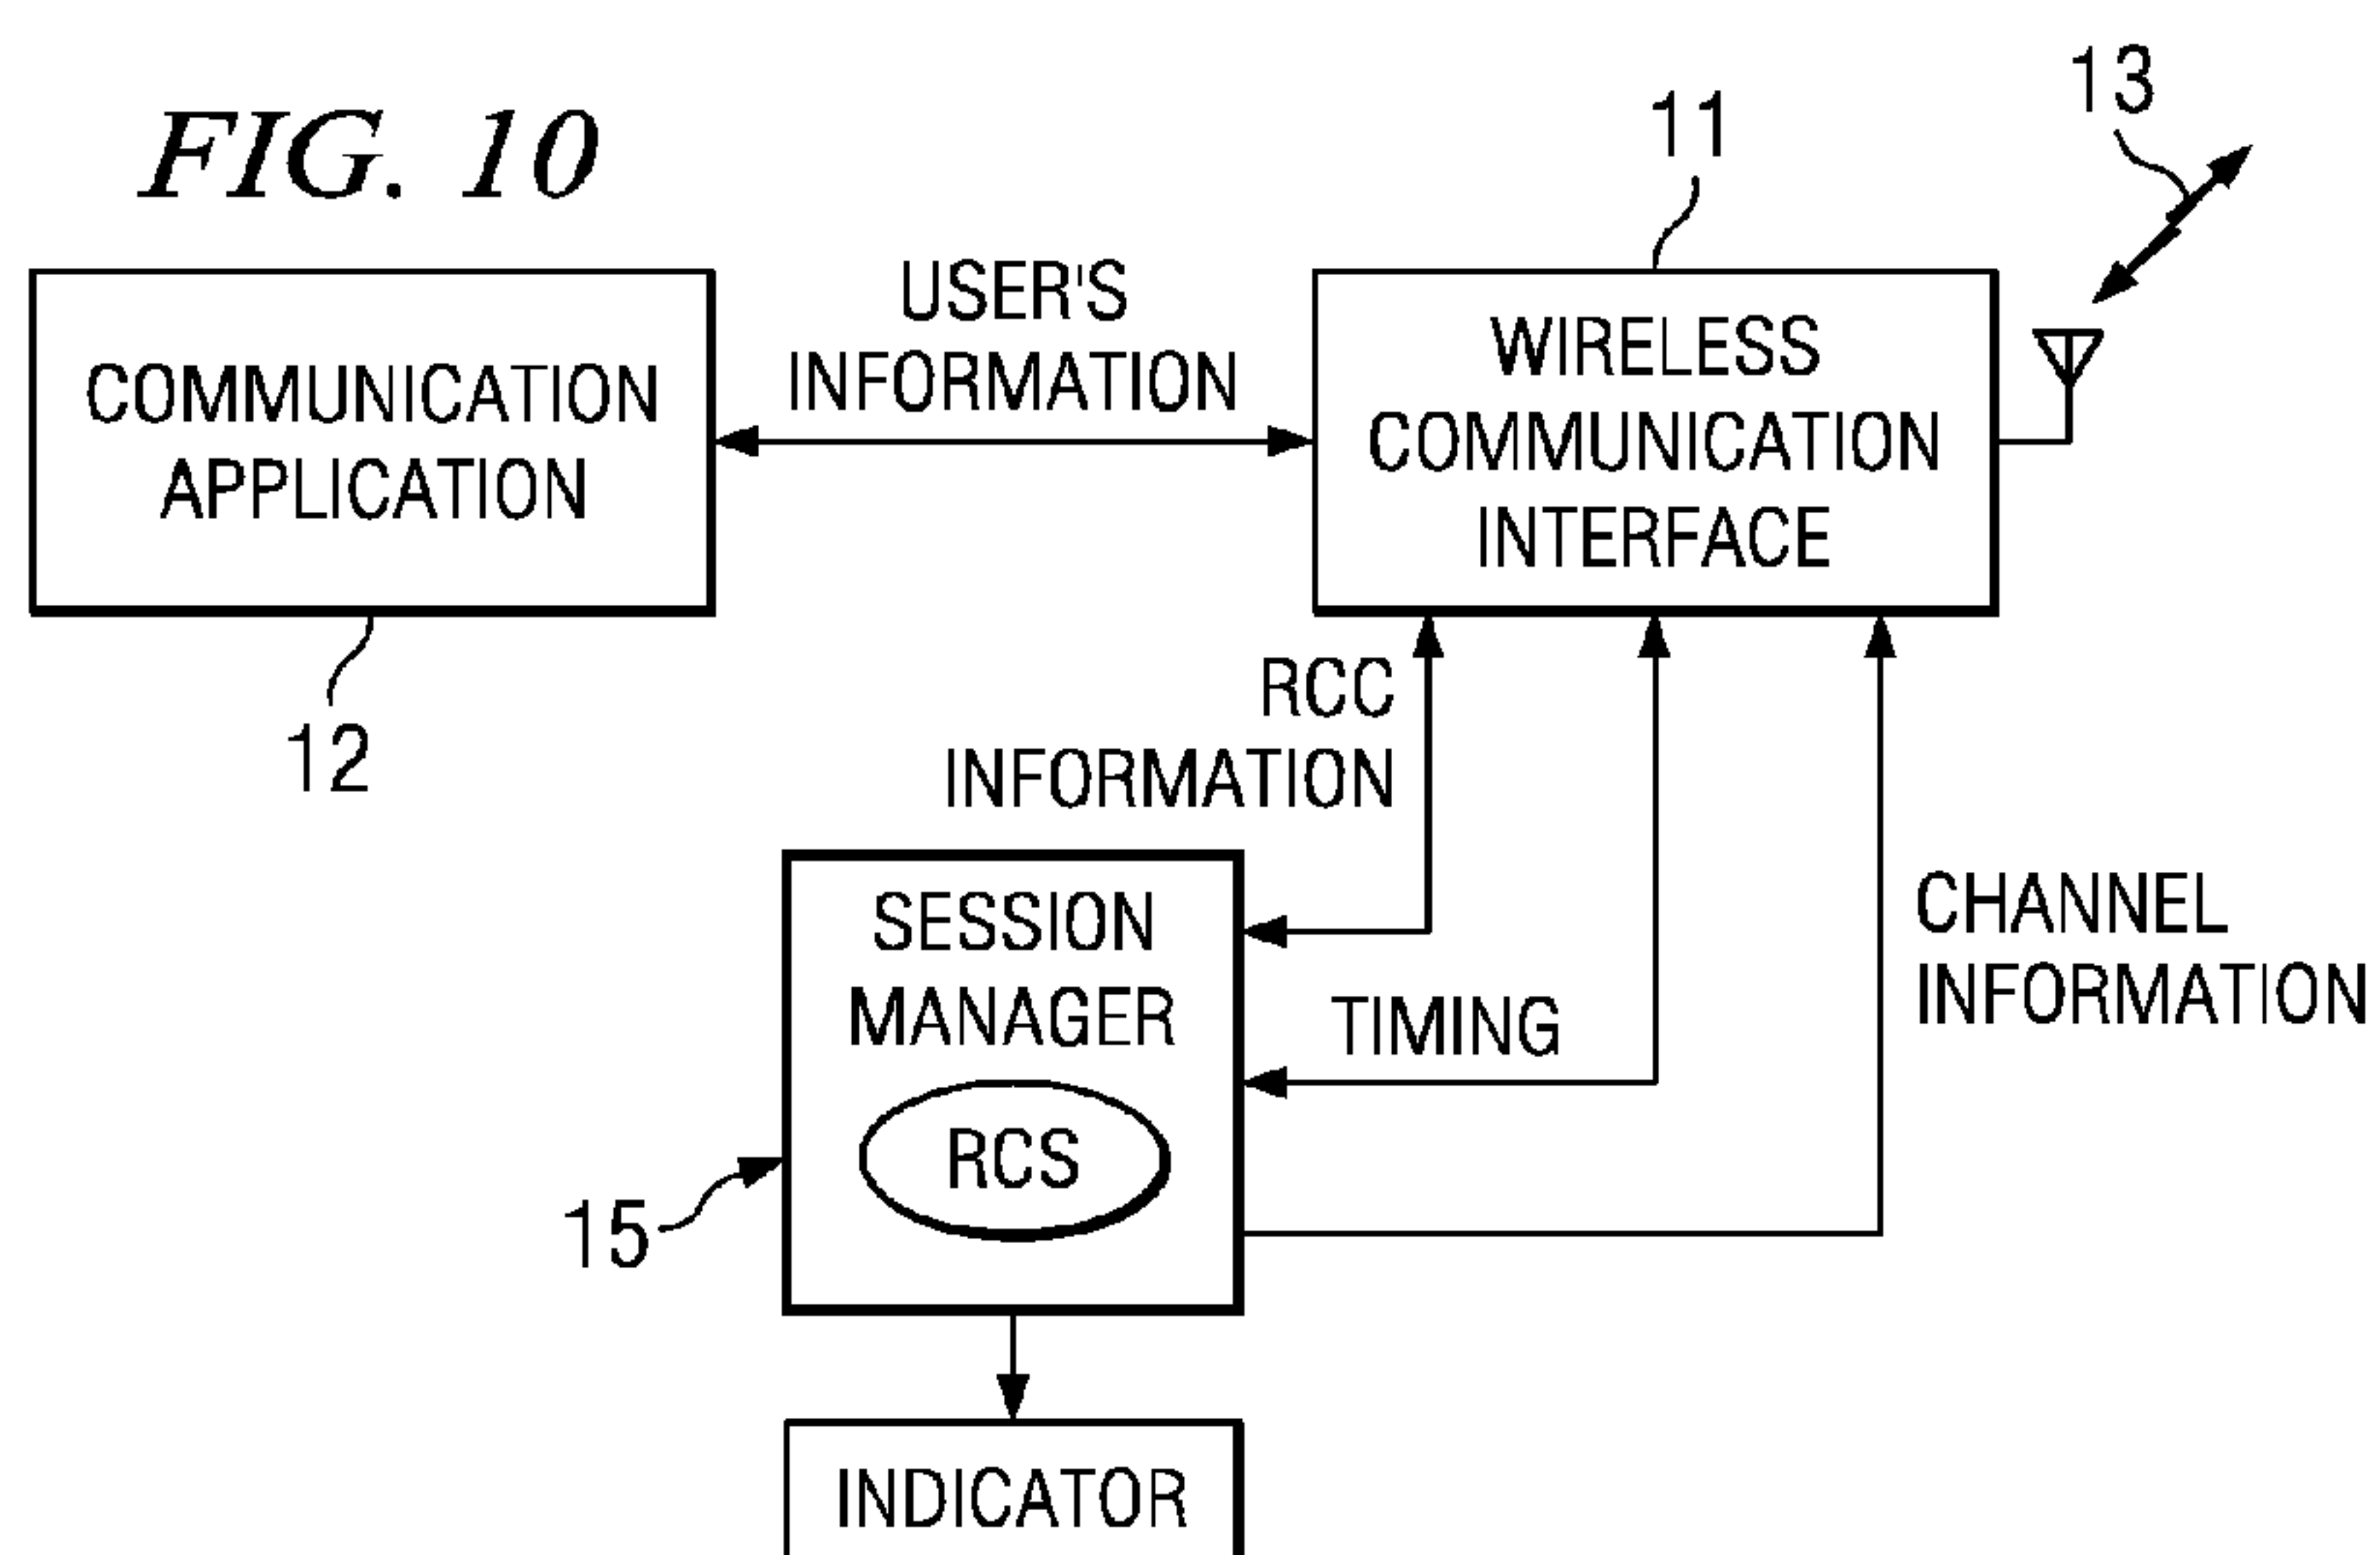 FIG. 10
13
11
USER'S
INFORMATION
COMMUNICATION
APPLICATION
WIRELESS
COMMUNICATION
INTERFACE
12
RCC
INFORMATION
SESSION
MANAGER
RCS
TIMING
CHANNEL
INFORMATION
15
INDICATOR